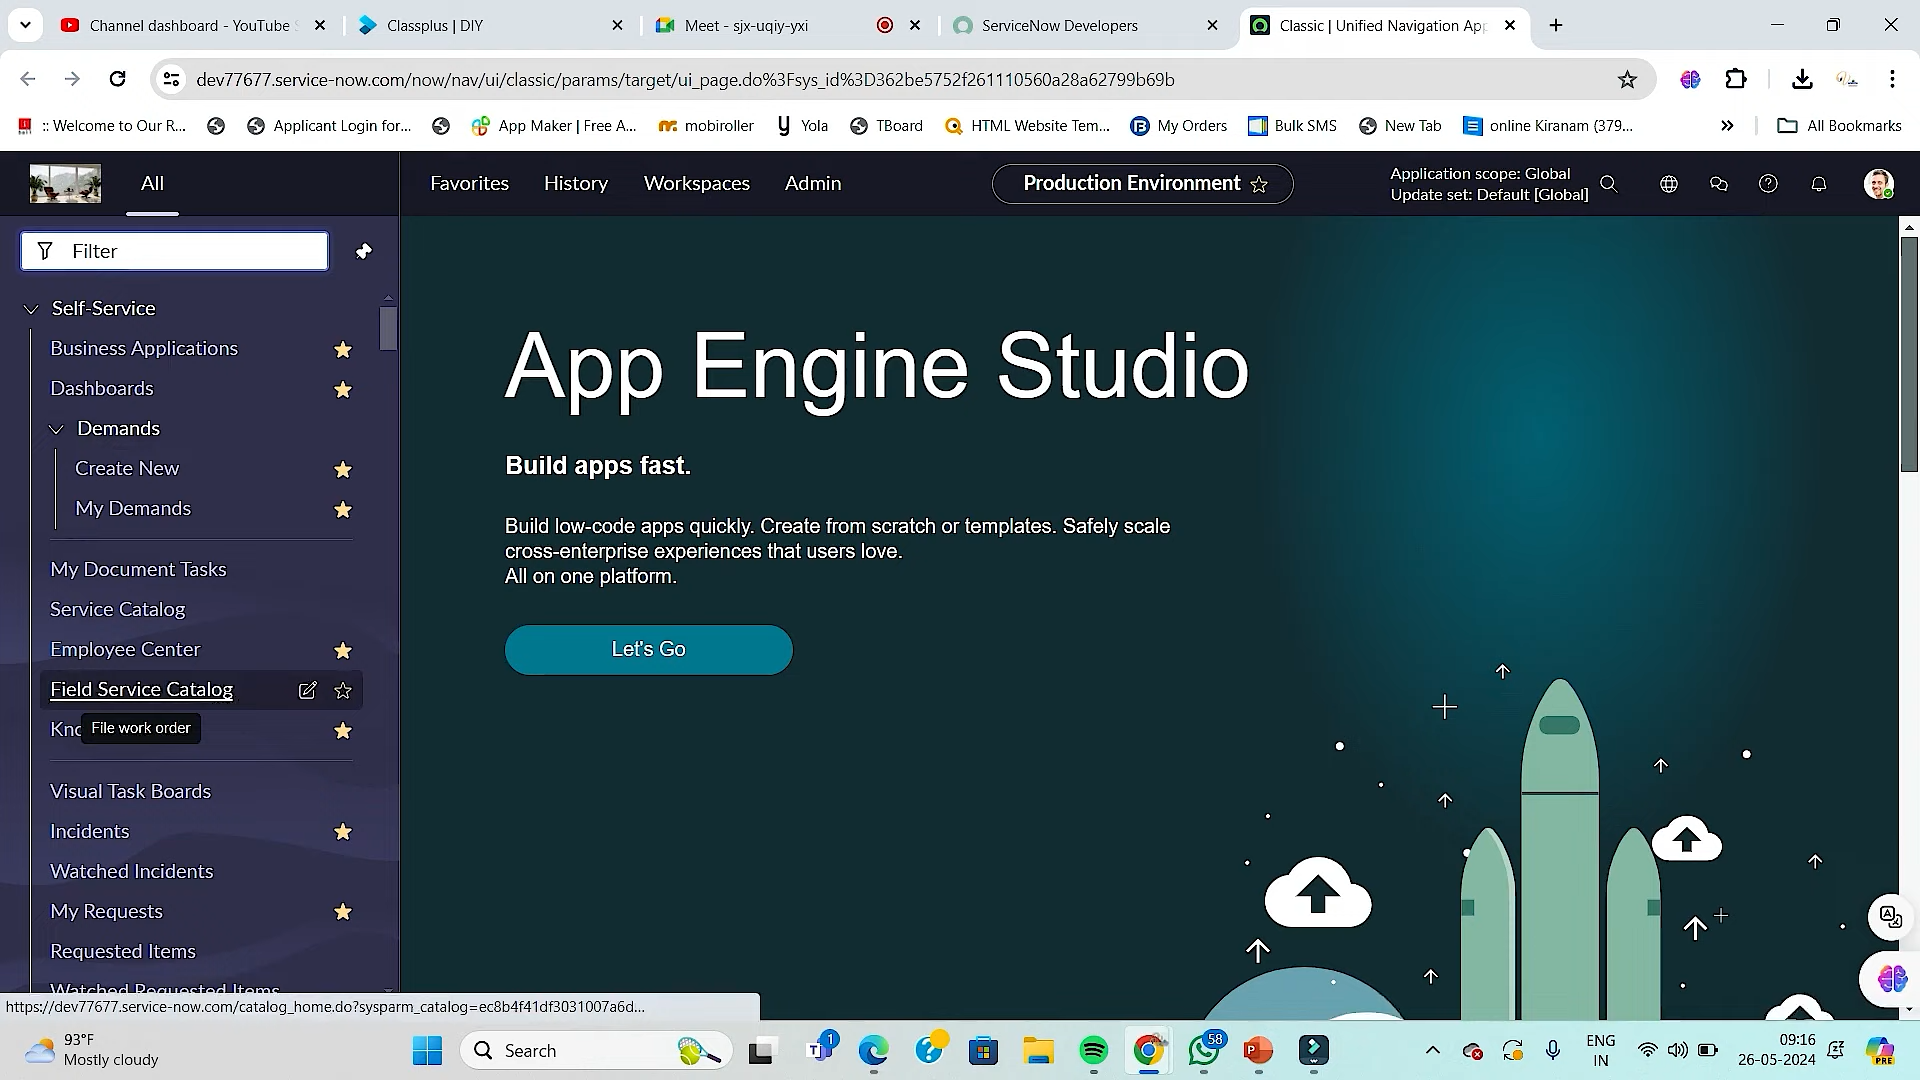 Channel dashboard - YouTube S
Classplus | DIY
Meet - sjx-uqiy-yxi
ServiceNow Developers
Classic | Unified Navigation App
dev77677.service-now.com/now/nav/ui/classic/params/target/ui_page.do%3Fsys_id%3D362be5752f261110560a28a62799b69b
:: Welcome to Our R...
Applicant Login for...
App Maker | Free A...
mobiroller
Yola
TBoard
HTML Website Tem...
My Orders
Bulk SMS
New Tab
online Kiranam (379...
All Bookmarks
All
Favorites
History
Workspaces
Admin
Production Environment
Application scope: Global
Update set: Default [Global]
Filter
Self-Service
Business Applications
Dashboards
Demands
Create New
My Demands
My Document Tasks
Service Catalog
Employee Center
Field Service Catalog
Kno
File work order
Visual Task Boards
Incidents
Watched Incidents
My Requests
Requested Items
Watched Requested Items
App Engine Studio
Build apps fast.
Build low-code apps quickly. Create from scratch or templates. Safely scale
cross-enterprise experiences that users love.
All on one platform.
Let's Go
https://dev77677.service-now.com/catalog_home.do?sysparm_catalog=ec8b4f41df3031007a6d...
93°F
Mostly cloudy
Search
1
58
ENG
IN
09:16
26-05-2024
PRE